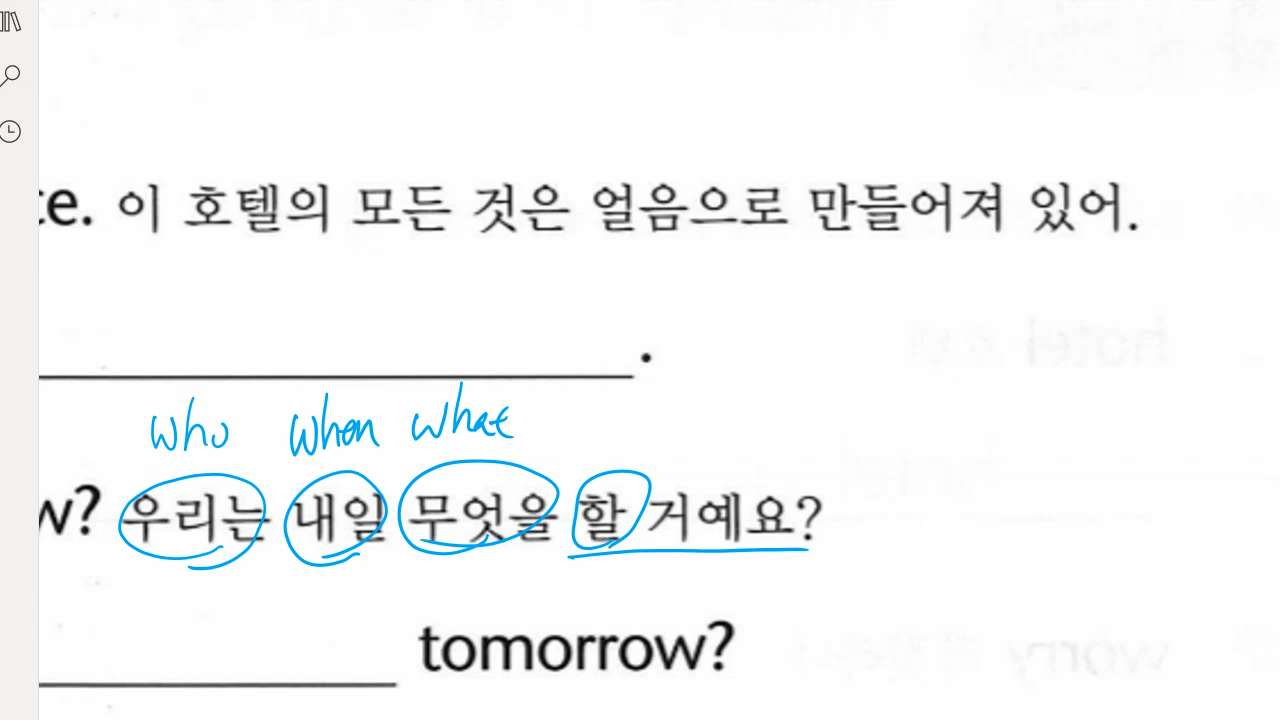 te. 이 호텔의 모든 것은 얼음으로 만들어져 있어.
.
who when what
w? 우리는 내일 무엇을 할 거예요?
tomorrow?